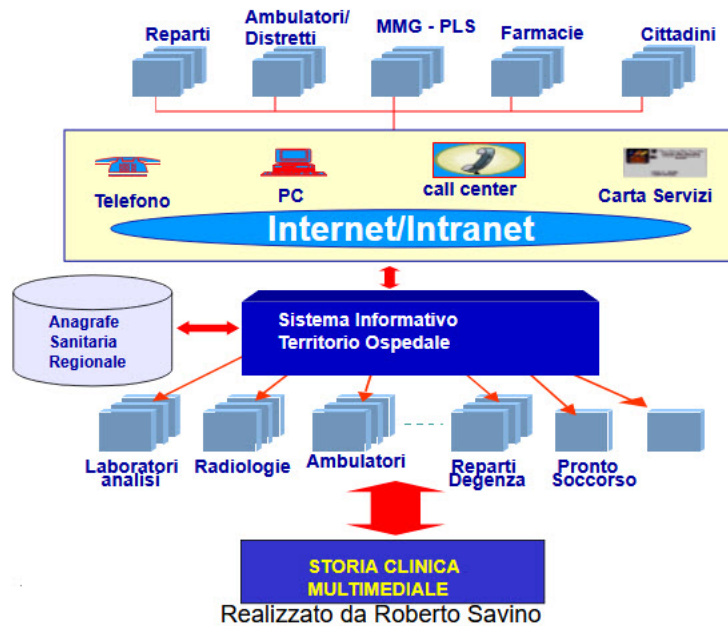 Reparti
Ambulatori/
Distretti
MMG - PLS
Farmacie
Cittadini
Telefono
PC
call center
Carta Servizi
Internet/Intranet
Anagrafe
Sanitaria
Regionale
Sistema Informativo
Territorio Ospedale
Laboratori
analisi
Radiologie
Ambulatori
Reparti
Degenza
Pronto
Soccorso
STORIA CLINICA
MULTIMEDIALE
Realizzato da Roberto Savino